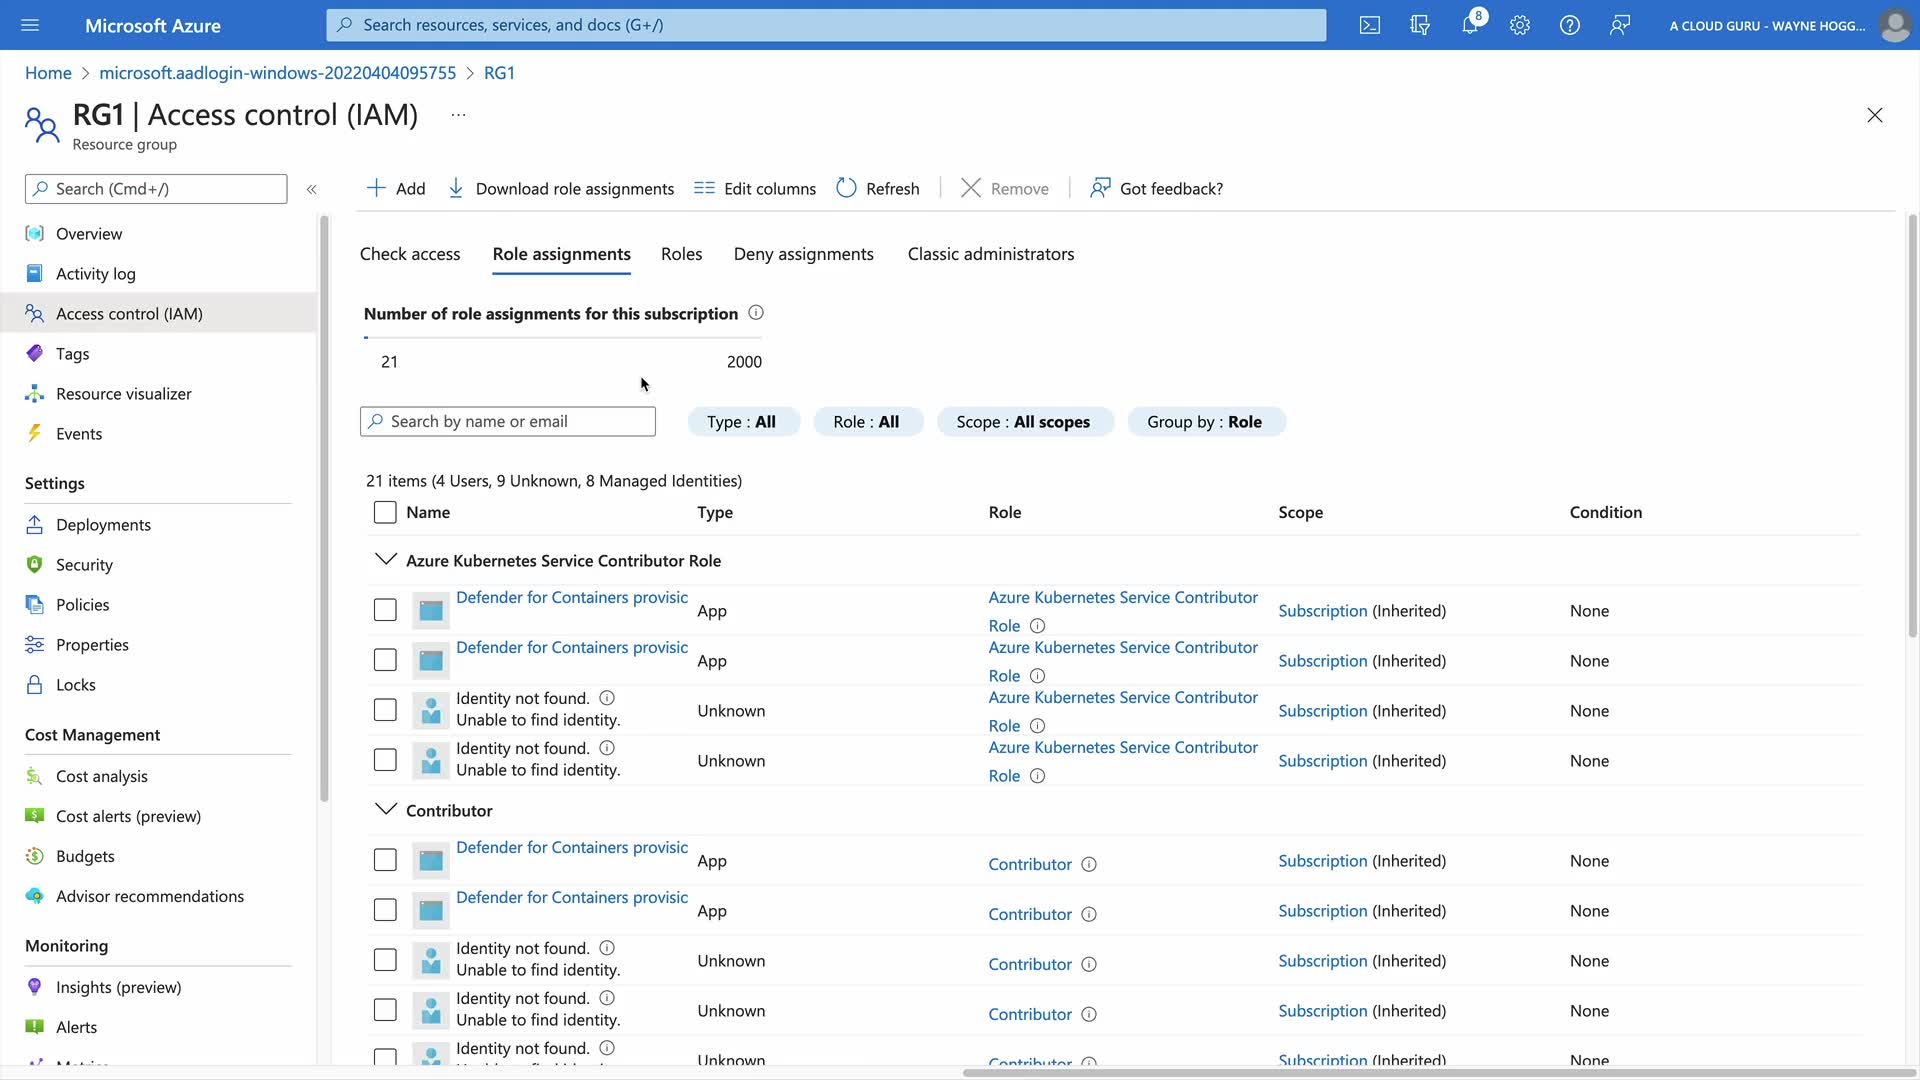 Microsoft Azure
Search resources, services, and docs (G+/)
8
A CLOUD GURU - WAYNE HOGG...
Home > microsoft.aadlogin-windows-20220404095755 > RG1
RG1 | Access control (IAM) ...
Resource group
Search (Cmd+/)
«
Add
Download role assignments
Edit columns
Refresh
Remove
Got feedback?
Overview
Activity log
Access control (IAM)
Tags
Resource visualizer
Events
Settings
Deployments
Security
Policies
Properties
Locks
Cost Management
Cost analysis
Cost alerts (preview)
Budgets
Advisor recommendations
Monitoring
Insights (preview)
Alerts
Metrics
Check access
Role assignments
Roles
Deny assignments
Classic administrators
Number of role assignments for this subscription
21
2000
Search by name or email
Type : All
Role : All
Scope : All scopes
Group by : Role
21 items (4 Users, 9 Unknown, 8 Managed Identities)
Name Type Role Scope Condition
Azure Kubernetes Service Contributor Role
Defender for Containers provisic App Azure Kubernetes Service Contributor Subscription (Inherited) None
Role
Defender for Containers provisic App Azure Kubernetes Service Contributor Subscription (Inherited) None
Role
Identity not found. Unknown Azure Kubernetes Service Contributor Subscription (Inherited) None
Unable to find identity. Role
Identity not found. Unknown Azure Kubernetes Service Contributor Subscription (Inherited) None
Unable to find identity. Role
Contributor
Defender for Containers provisic App Contributor Subscription (Inherited) None
Defender for Containers provisic App Contributor Subscription (Inherited) None
Identity not found. Unknown Contributor Subscription (Inherited) None
Unable to find identity.
Identity not found. Unknown Contributor Subscription (Inherited) None
Unable to find identity.
Identity not found. Unknown Contributor Subscription (Inherited) None